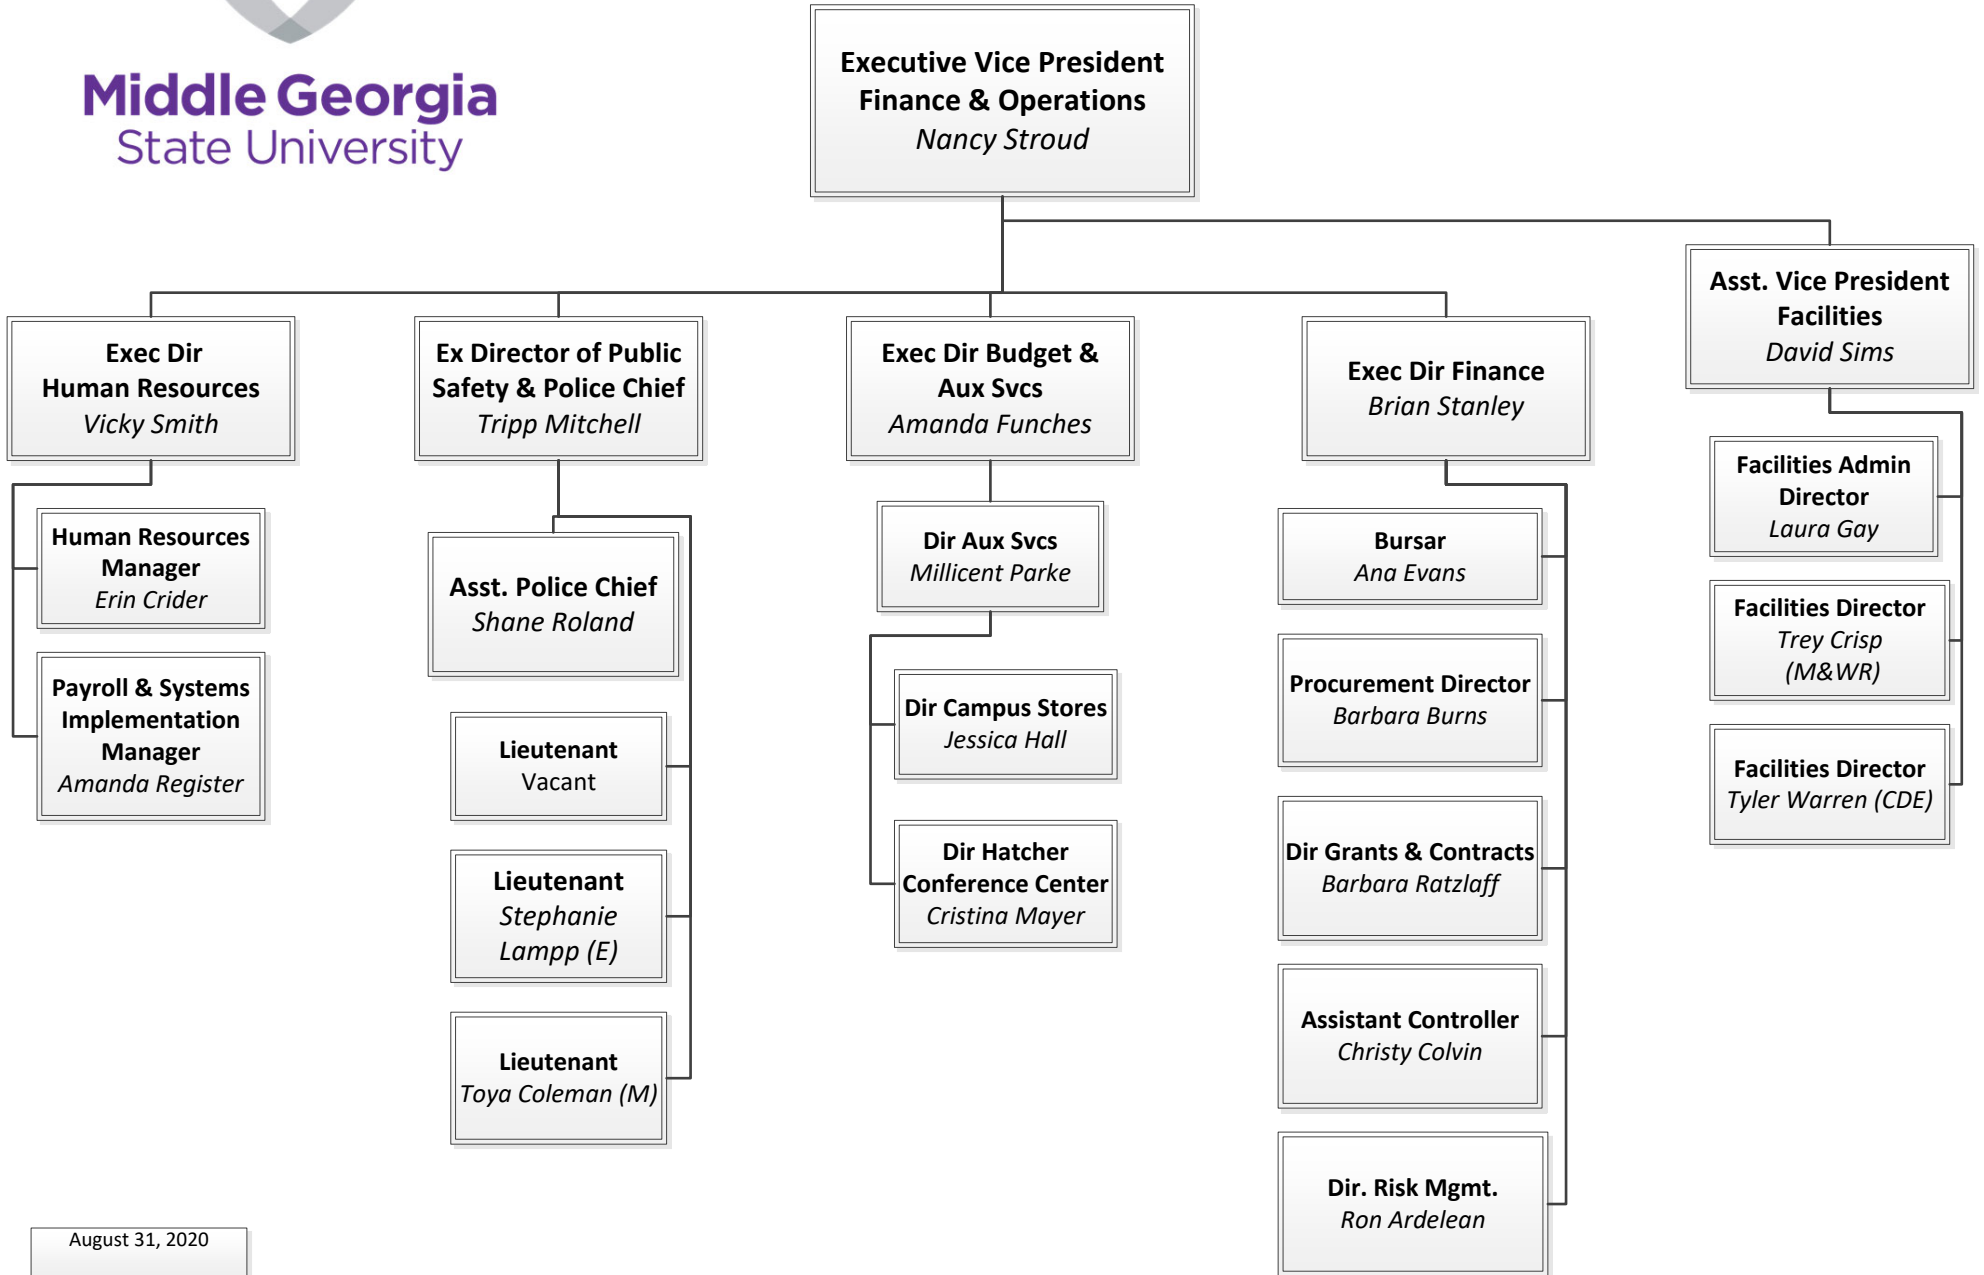 Middle Georgia
State University
Executive Vice President
Finance & Operations
Nancy Stroud
Exec Dir
Human Resources
Vicky Smith
Human Resources
Manager
Erin Crider
Payroll & Systems
Implementation
Manager
Amanda Register
Ex Director of Public
Safety & Police Chief
Tripp Mitchell
Asst. Police Chief
Shane Roland
Lieutenant
Vacant
Lieutenant
Stephanie
Lampp (E)
Lieutenant
Toya Coleman (M)
Exec Dir Budget &
Aux Svcs
Amanda Funches
Dir Aux Svcs
Millicent Parke
Dir Campus Stores
Jessica Hall
Dir Hatcher
Conference Center
Cristina Mayer
Exec Dir Finance
Brian Stanley
Bursar
Ana Evans
Procurement Director
Barbara Burns
Dir Grants & Contracts
Barbara Ratzlaff
Assistant Controller
Christy Colvin
Dir. Risk Mgmt.
Ron Ardelean
Asst. Vice President
Facilities
David Sims
Facilities Admin
Director
Laura Gay
Facilities Director
Trey Crisp
(M&WR)
Facilities Director
Tyler Warren (CDE)
August 31, 2020